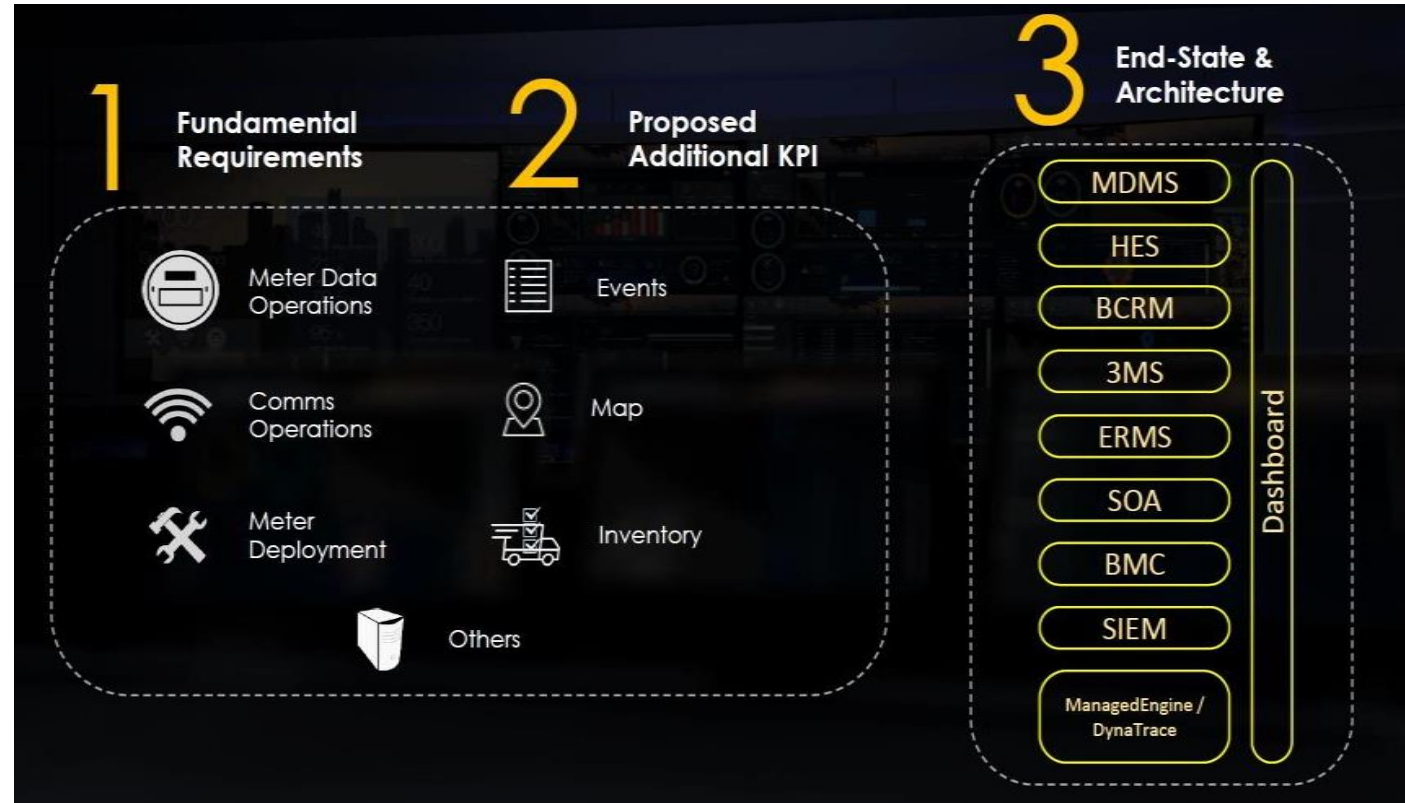 1
Fundamental
Requirements
2
Proposed
Additional KPI
3
End-State &
Architecture
Meter Data
Operations
Events
Comms
Operations
Map
Meter
Deployment
Inventory
Others
MDMS
HES
BCRM
3MS
ERMS
SOA
BMC
SIEM
ManagedEngine /
DynaTrace
Dashboard